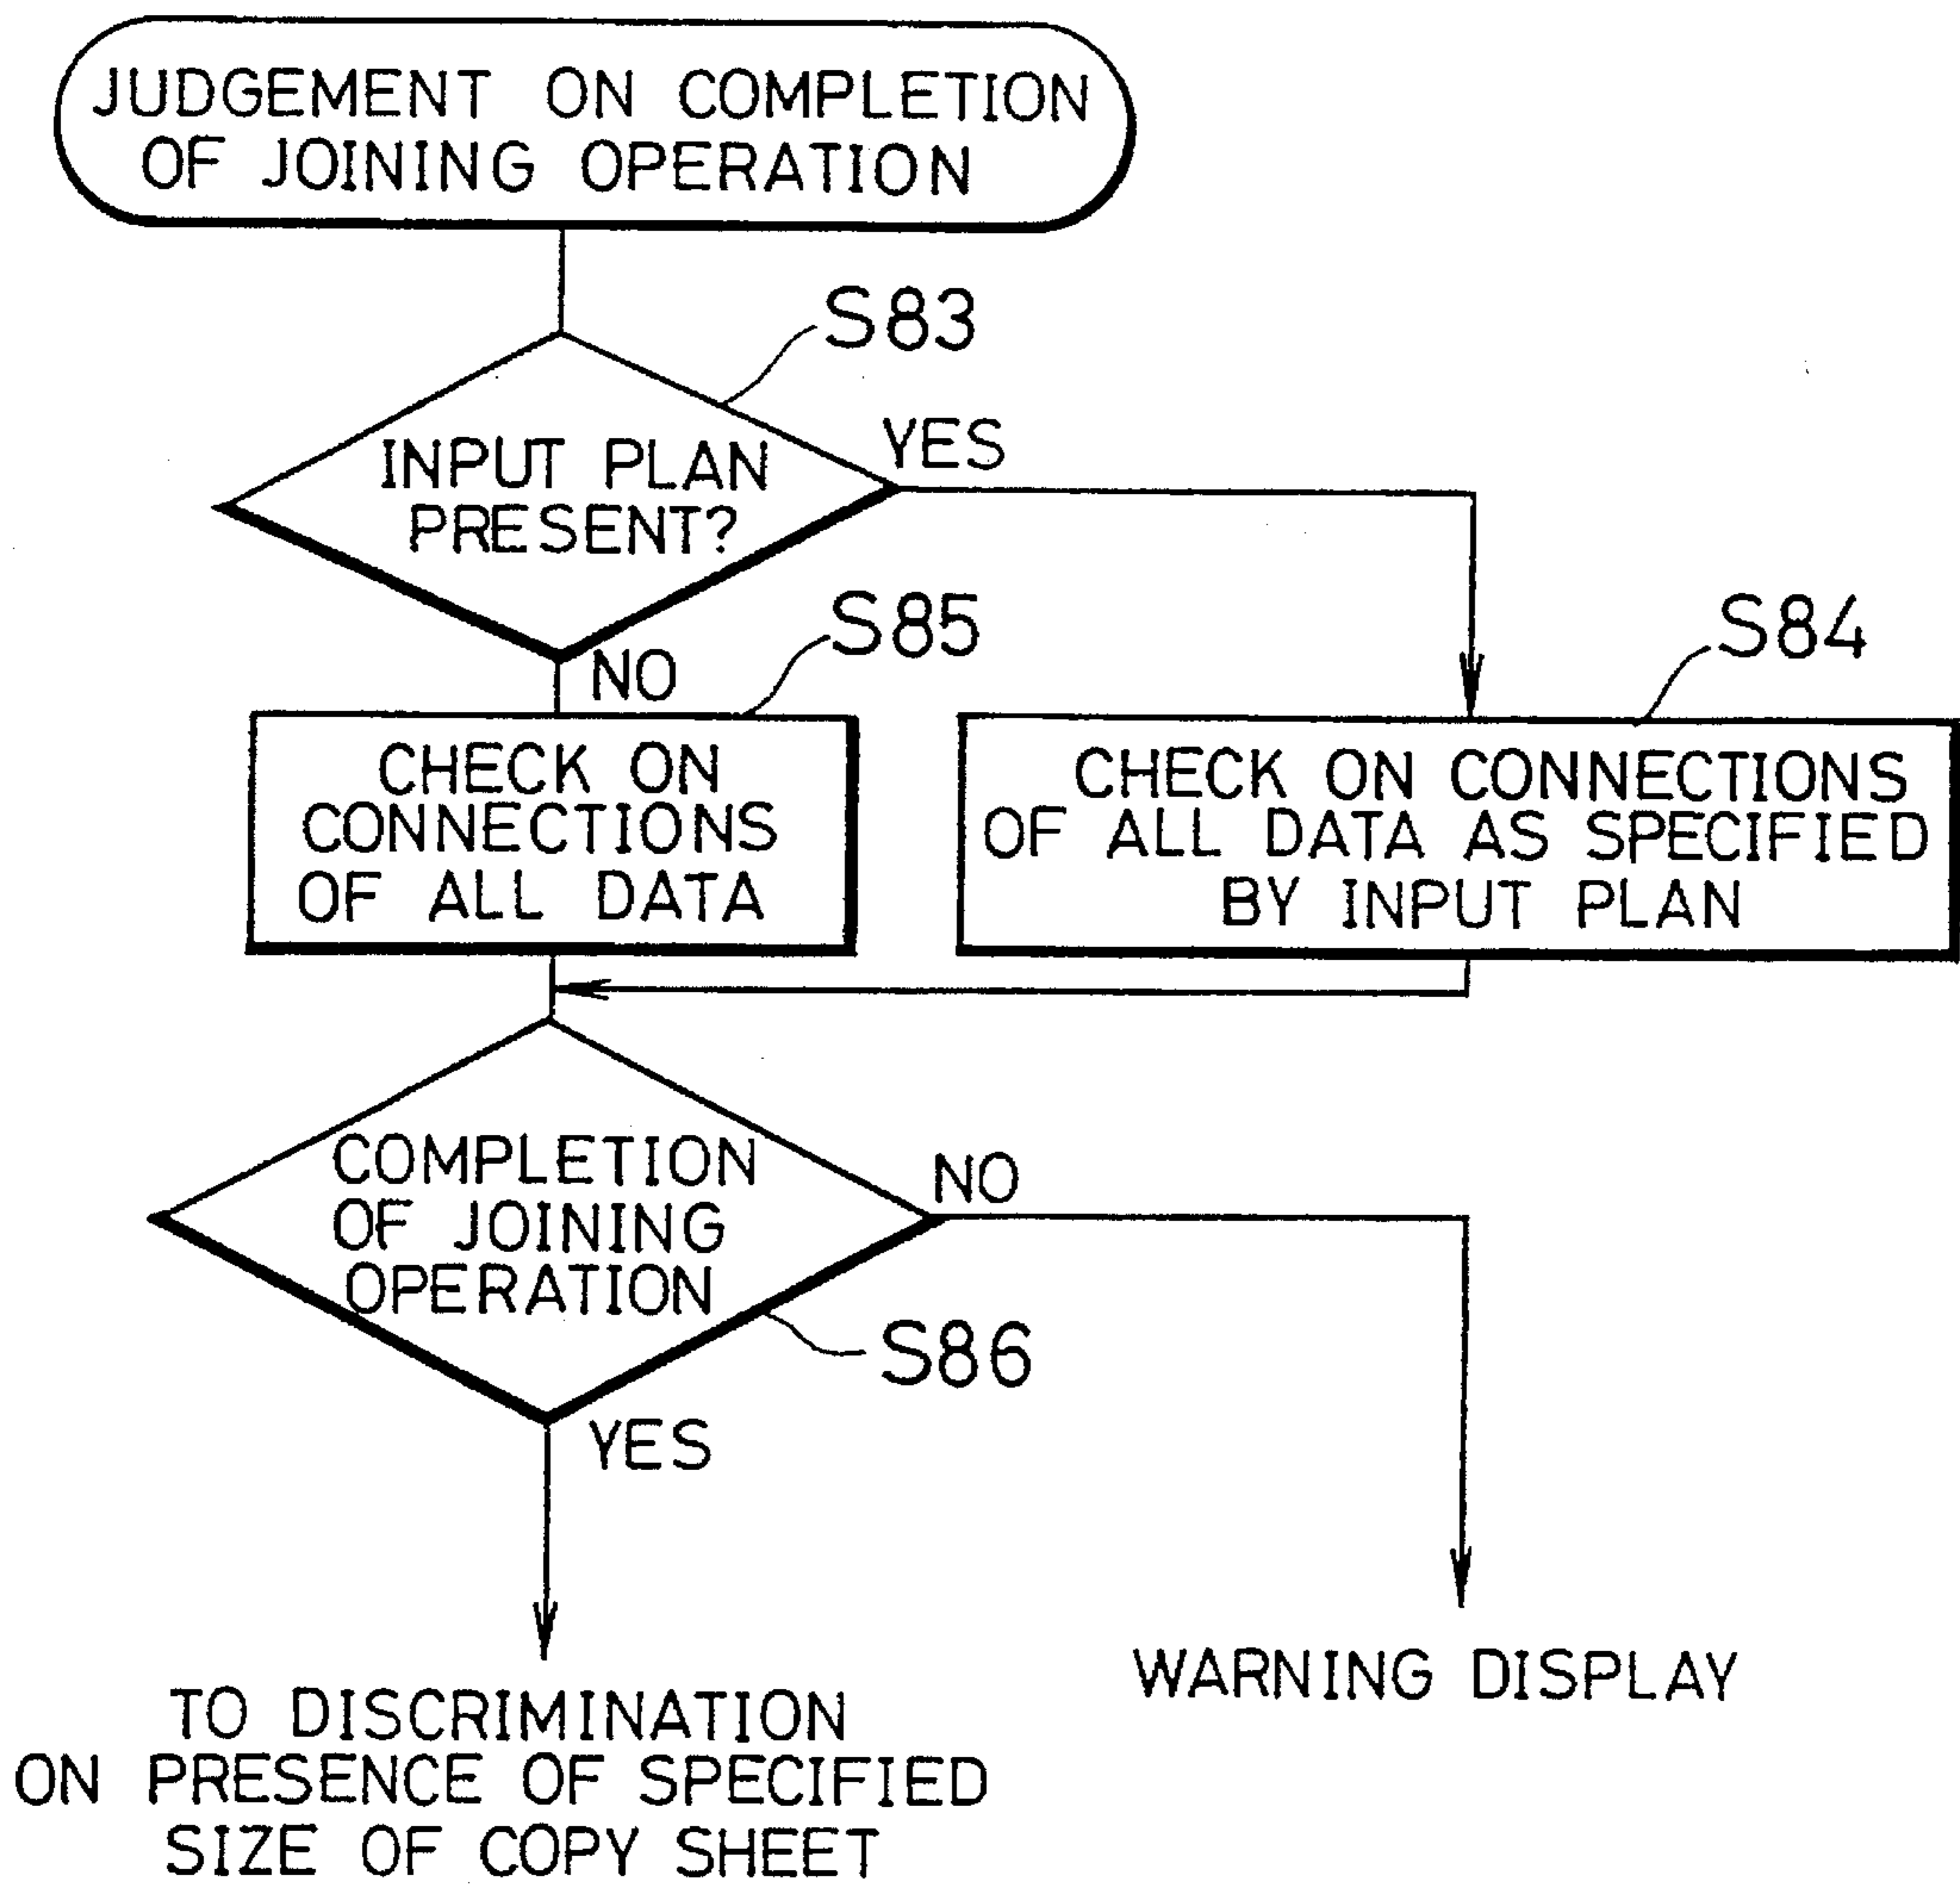 JUDGEMENT ON COMPLETION
OF JOINING OPERATION
S83
YES
INPUT PLAN
PRESENT?
NO
S85
S84
CHECK ON
CONNECTIONS
OF ALL DATA
CHECK ON CONNECTIONS
OF ALL DATA AS SPECIFIED
BY INPUT PLAN
COMPLETION
OF JOINING
OPERATION
NO
S86
YES
WARNING DISPLAY
TO DISCRIMINATION
ON PRESENCE OF SPECIFIED
SIZE OF COPY SHEET